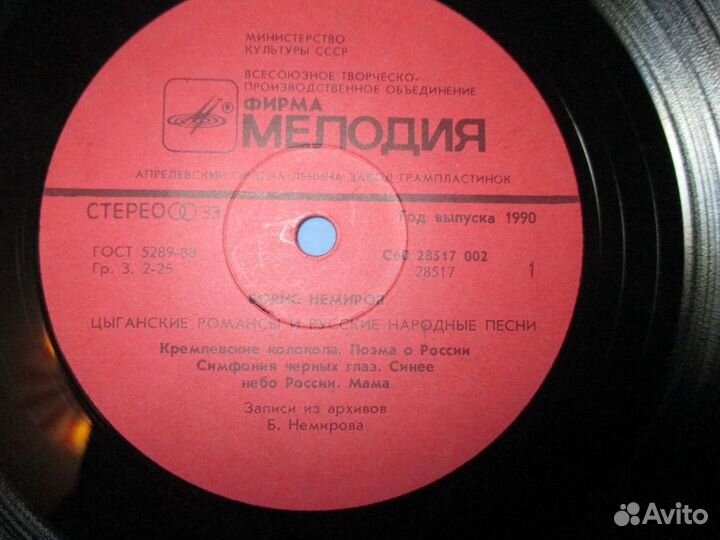 МИНИСТЕРСТВО
КУЛЬТУРЫ СССР
ВСЕСОЮЗНОЕ ТВОРЧЕСКО-
ПРОИЗВОДСТВЕННОЕ ОБЪЕДИНЕНИЕ
ФИРМА
® МЕЛОДИЯ
АПРЕЛЕВСКИЙ ОРДЕНА ЛЕНИНА ЗАВОД ГРАМПЛАСТИНОК
СТЕРЕО 33 Год выпуска 1990
ГОСТ 5289-88 С60 28517 002
Гр. 3. 2-25 28517 1
БОРИС НЕМИРОВ
ЦЫГАНСКИЕ РОМАНСЫ И РУССКИЕ НАРОДНЫЕ ПЕСНИ
Кремлевские колокола. Поэма о России
Симфония черных глаз. Синее
небо России. Мама
Записи из архивов
Б. Немирова
Avito